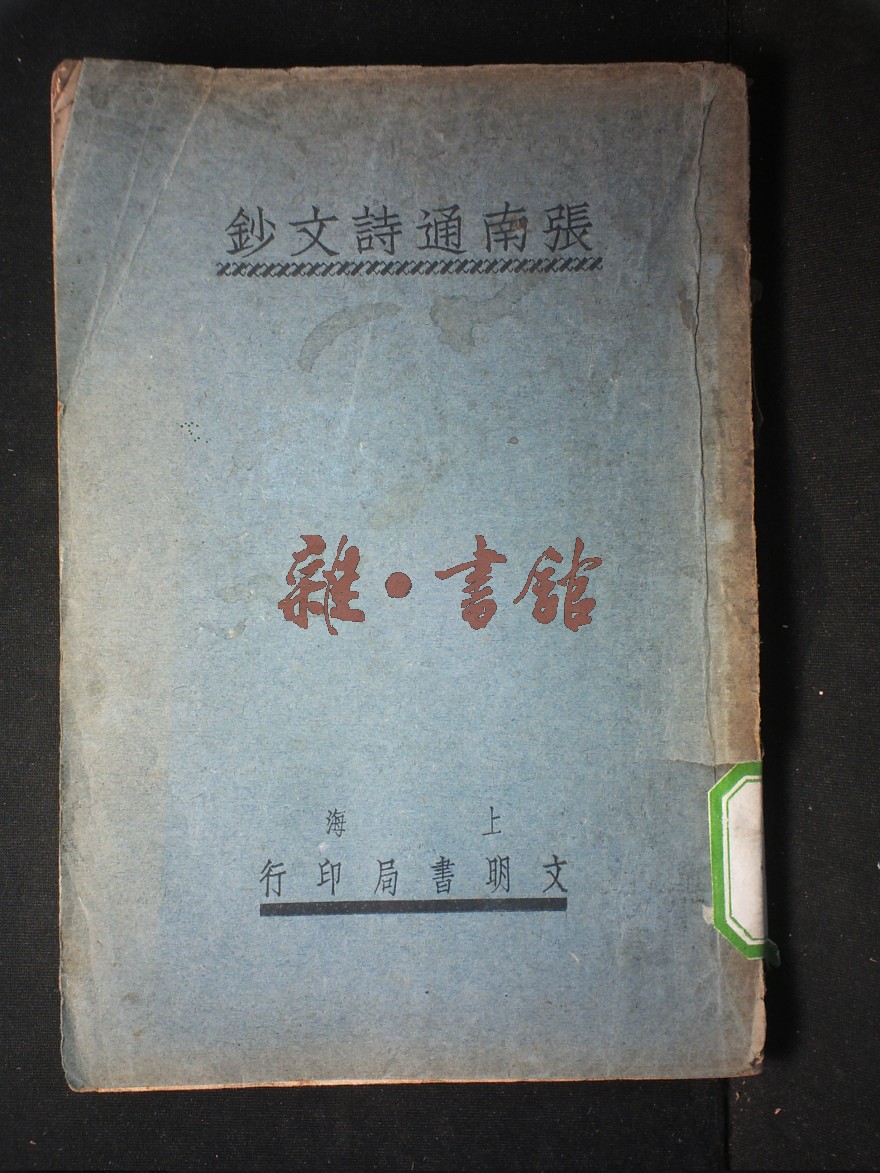 張南通詩文鈔
雜·書館
上海
文明書局印行